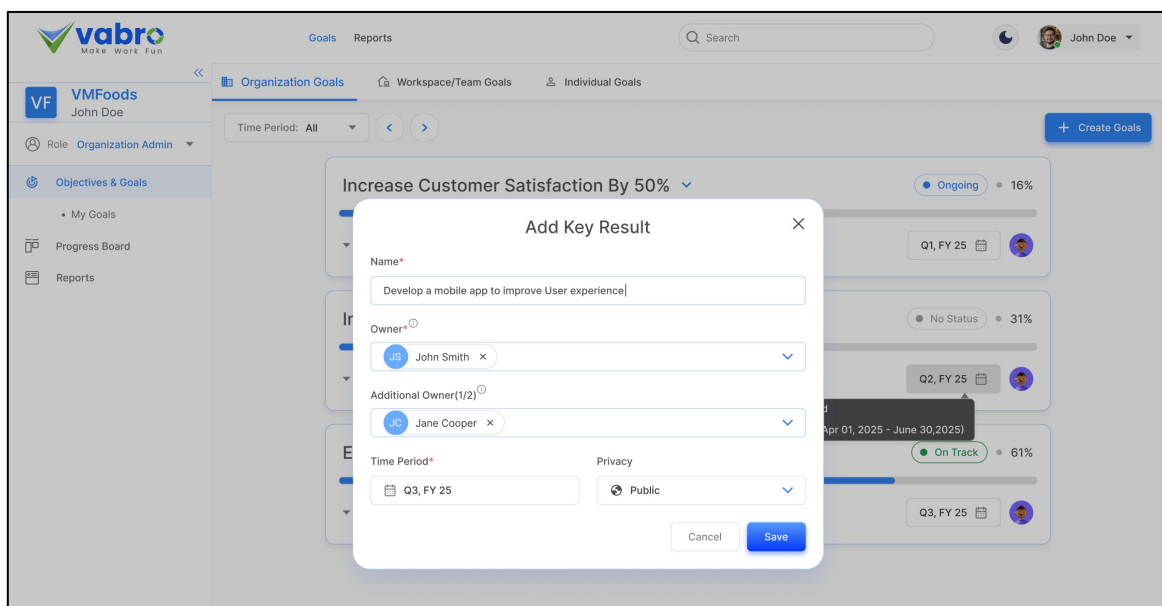 vabro
Make Work Fun
Goals Reports
Search
John Doe
VF
VMFoods
John Doe
Role Organization Admin
Objectives & Goals
• My Goals
Progress Board
Reports
Organization Goals Workspace/Team Goals Individual Goals
Time Period: All
+ Create Goals
Increase Customer Satisfaction By 50%
Ongoing 16%
Q1, FY 25
No Status 31%
Q2, FY 25
Apr 01, 2025 - June 30,2025)
On Track 61%
Q3, FY 25
Add Key Result
Name*
Develop a mobile app to improve User experience
Owner*
JS John Smith ×
Additional Owner(1/2)
JC Jane Cooper ×
Time Period* Privacy
Q3, FY 25 Public
Cancel Save